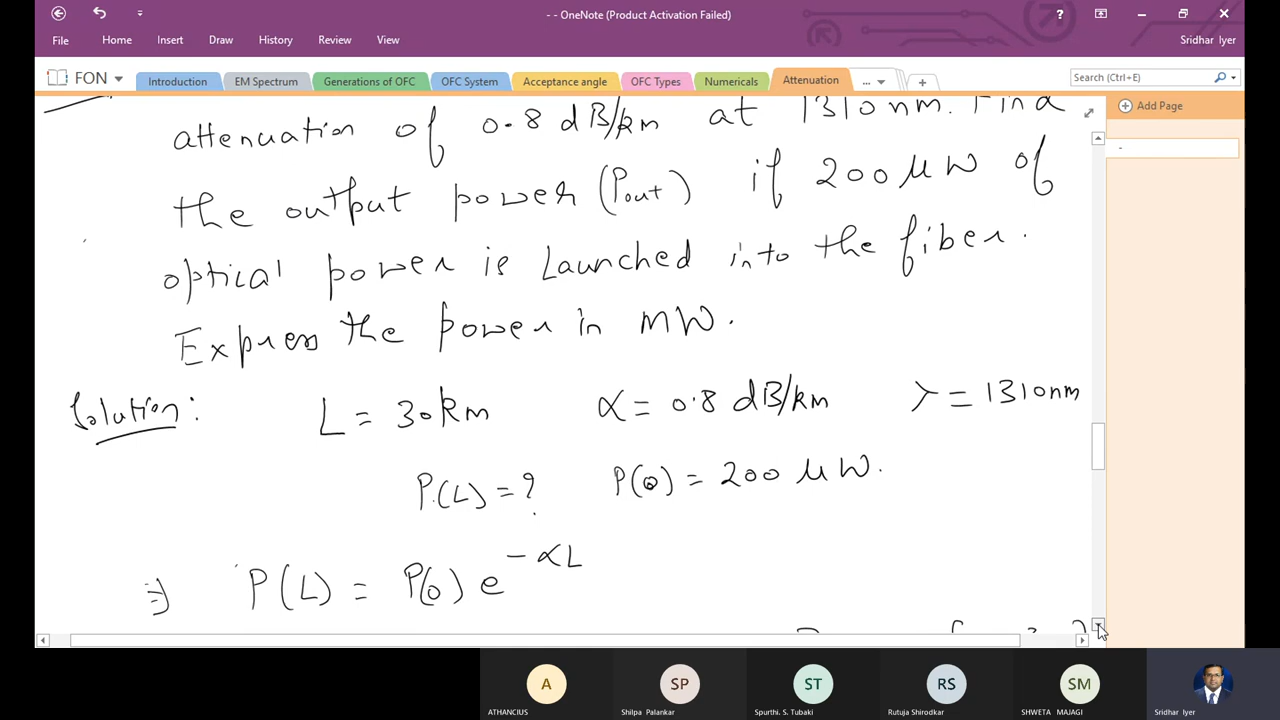 - - OneNote (Product Activation Failed)
?
File Home Insert Draw History Review View
Sridhar Iyer
FON
Introduction EM Spectrum Generations of OFC OFC System Acceptance angle OFC Types Numericals Attenuation ...
Search (Ctrl+E)
Add Page
-
attenuation of 0.8 dB/km at 1310nm. Find
the output power (Pout) if 200 μW of
optical power is Launched into the fiber.
Express the power in MW.
Solution: L = 30km α = 0.8 dB/km λ = 1310nm
P(L) = ? P(0) = 200 μW.
⇒ P(L) = P(0) e^-αL
A SP ST RS SM
ATHANCIUS Shilpa Palankar Spurthi. S. Tubaki Rutuja Shirodkar SHWETA MAJAGI Sridhar Iyer